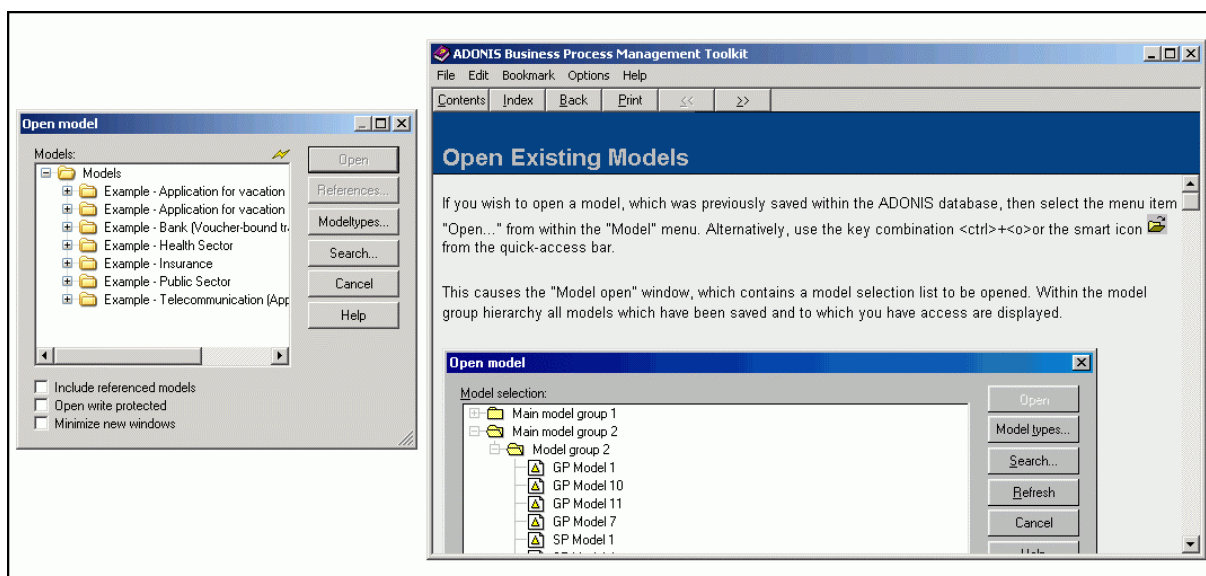 Open model
Models:
Models
Example - Application for vacation
Example - Application for vacation
Example - Bank (Voucher-bound tr
Example - Health Sector
Example - Insurance
Example - Public Sector
Example - Telecommunication (App
Open
References...
Modeltypes...
Search...
Cancel
Help
Include referenced models
Open write protected
Minimize new windows
ADONIS Business Process Management Toolkit
File Edit Bookmark Options Help
Contents Index Back Print << >>
Open Existing Models
If you wish to open a model, which was previously saved within the ADONIS database, then select the menu item
"Open..." from within the "Model" menu. Alternatively, use the key combination <ctrl>+<o>or the smart icon
from the quick-access bar.
This causes the "Model open" window, which contains a model selection list to be opened. Within the model
group hierarchy all models which have been saved and to which you have access are displayed.
Open model
Model selection:
Main model group 1
Main model group 2
Model group 2
GP Model 1
GP Model 10
GP Model 11
GP Model 7
SP Model 1
Open
Model types...
Search...
Refresh
Cancel